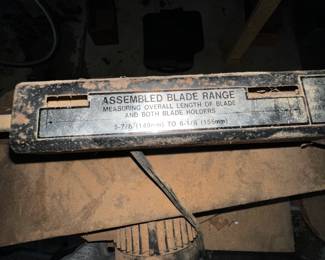 ASSEMBLED BLADE RANGE
MEASURING OVERALL LENGTH OF BLADE
AND BOTH BLADE HOLDERS
5-7/8 (149mm) TO 6-1/8 (155mm)